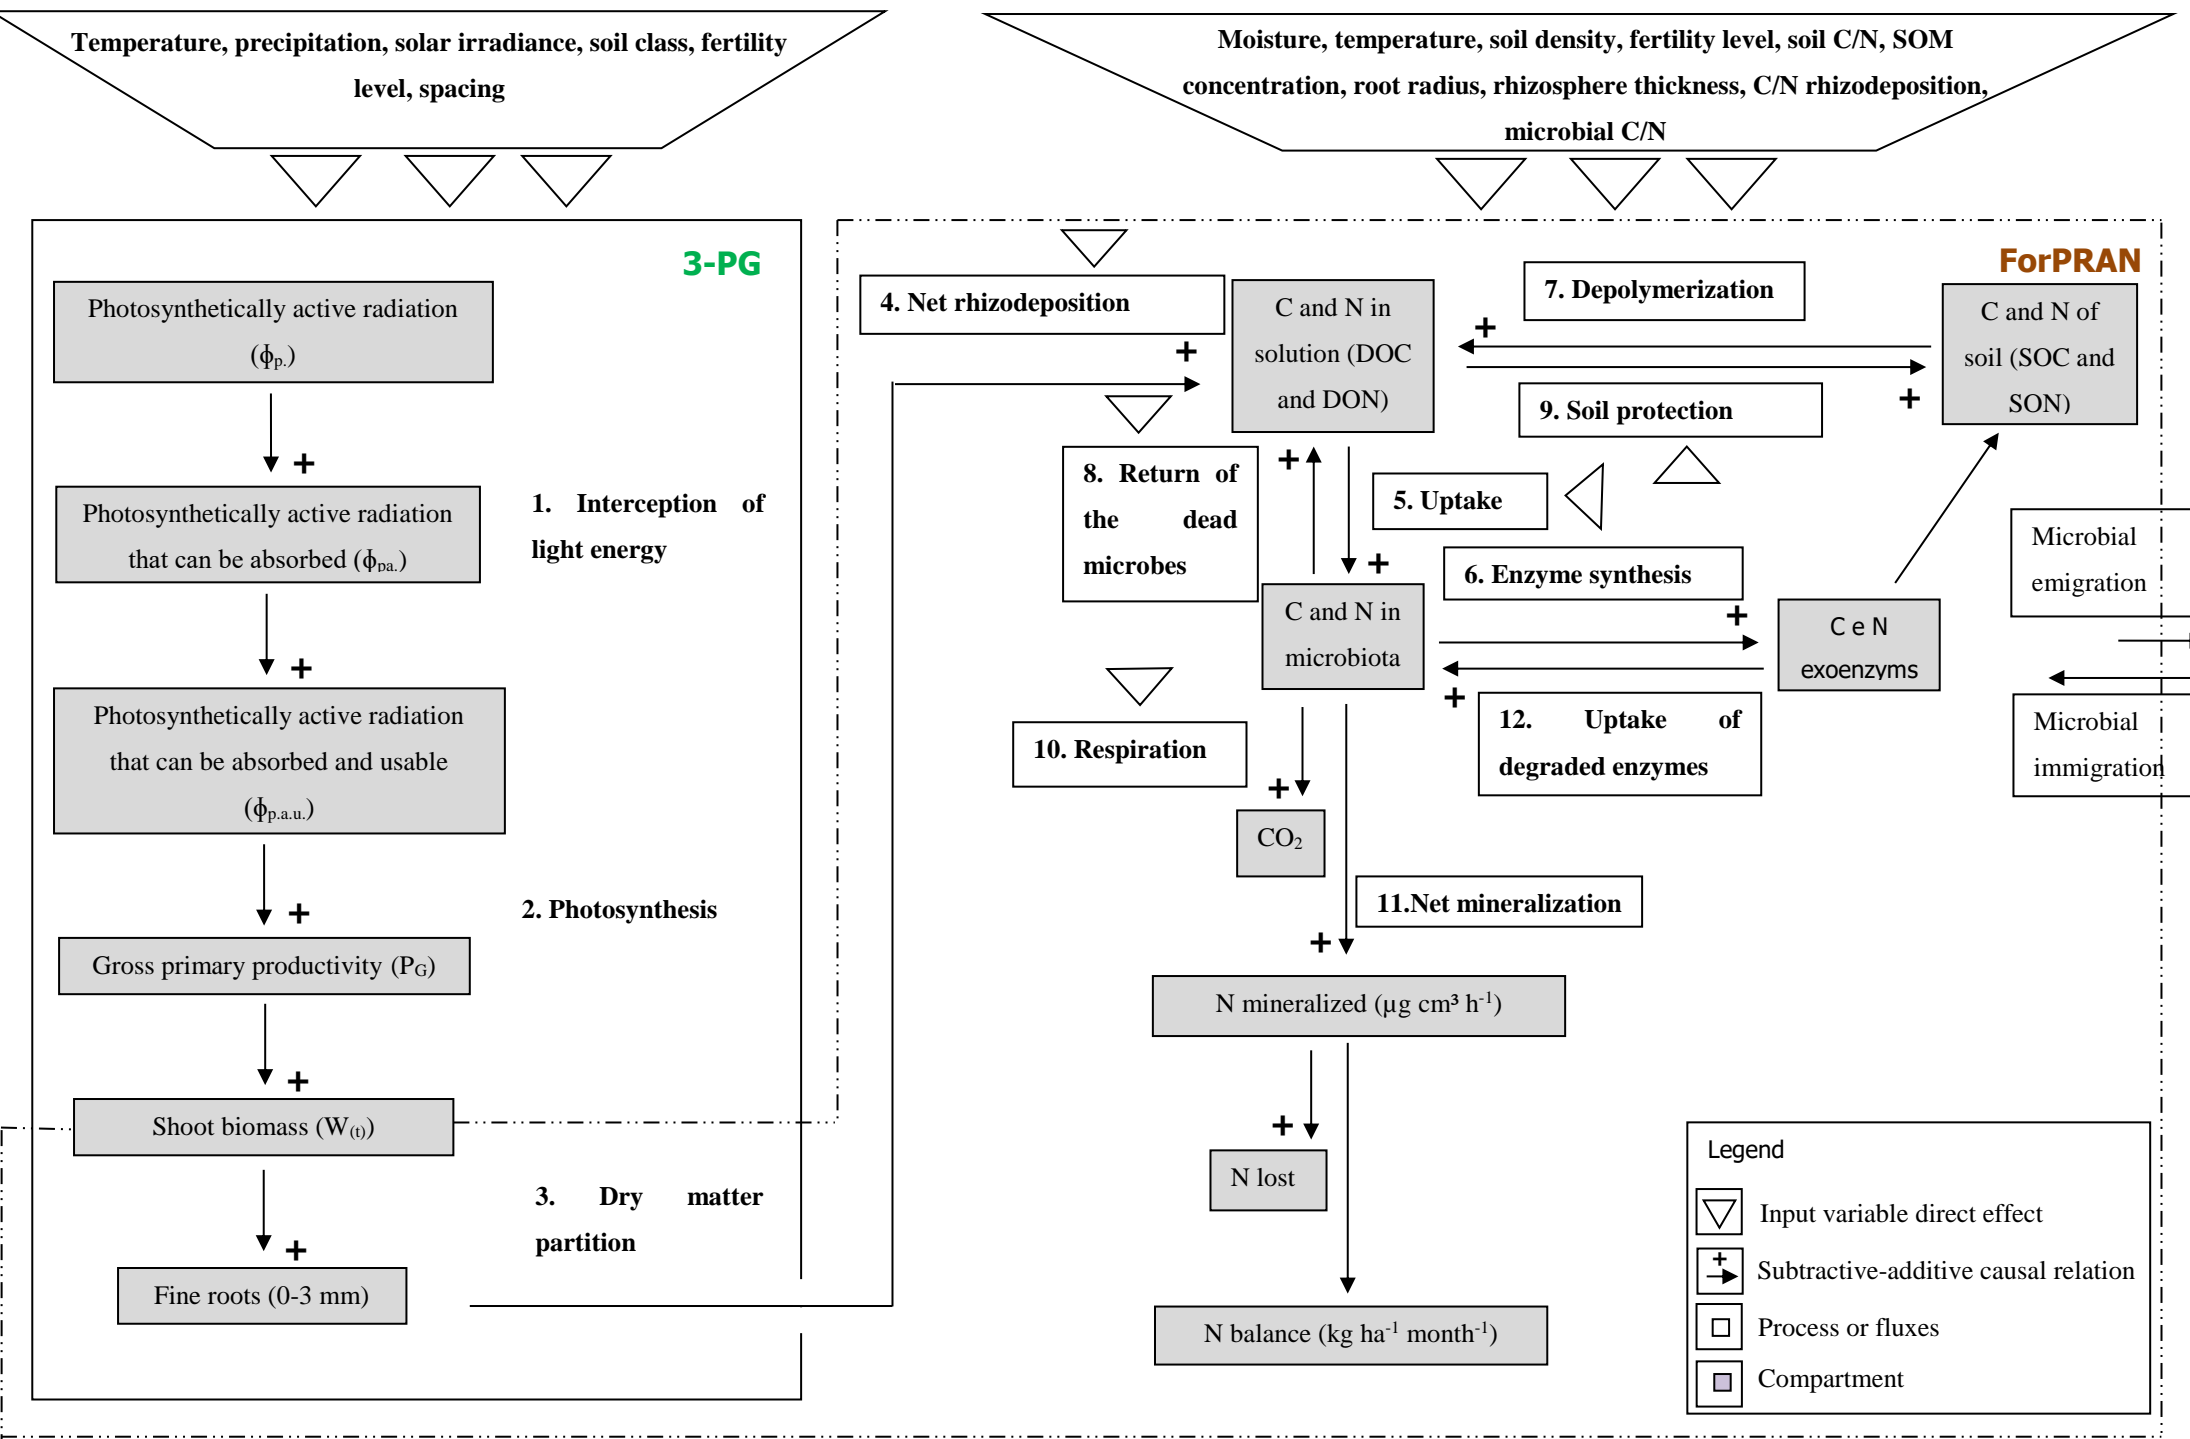 Temperature, precipitation, solar irradiance, soil class, fertility
level, spacing
Moisture, temperature, soil density, fertility level, soil C/N, SOM
concentration, root radius, rhizosphere thickness, C/N rhizodeposition,
microbial C/N
3-PG
Photosynthetically active radiation
(ϕp.)
+
Photosynthetically active radiation
that can be absorbed (ϕpa.)
1. Interception of
light energy
+
Photosynthetically active radiation
that can be absorbed and usable
(ϕp.a.u.)
+
2. Photosynthesis
Gross primary productivity (PG)
+
Shoot biomass (W(t))
3. Dry matter
partition
+
Fine roots (0-3 mm)
ForPRAN
4. Net rhizodeposition
+
C and N in
solution (DOC
and DON)
7. Depolymerization
+
C and N of
soil (SOC and
SON)
9. Soil protection
+
8. Return of
the dead
microbes
+
5. Uptake
+
6. Enzyme synthesis
+
C and N in
microbiota
C e N
exoenzyms
+
12. Uptake of
degraded enzymes
Microbial
emigration
+
Microbial
immigration
10. Respiration
+
CO2
11.Net mineralization
+
N mineralized (µg cm³ h-1)
+
N lost
N balance (kg ha-1 month-1)
Legend
Input variable direct effect
+
Subtractive-additive causal relation
Process or fluxes
Compartment